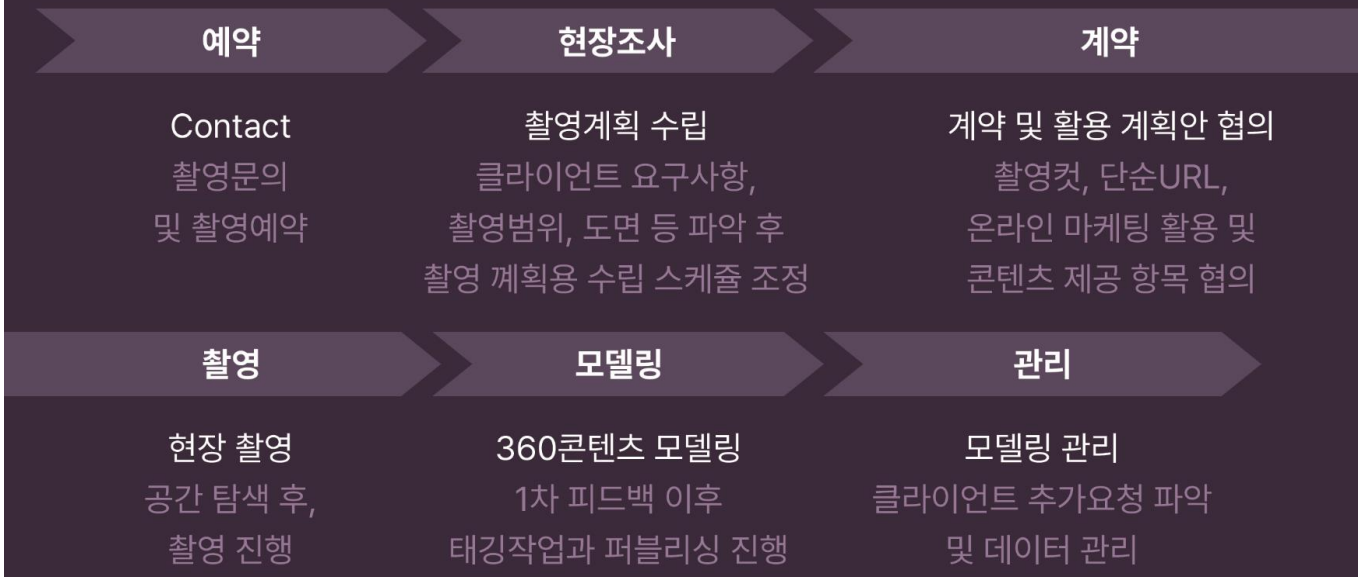 예약
Contact
촬영문의
및 촬영예약
현장조사
촬영계획 수립
클라이언트 요구사항,
촬영범위, 도면 등 파악 후
촬영 꼐획용 수립 스케쥴 조정
계약
계약 및 활용 계획안 협의
촬영컷, 단순URL,
온라인 마케팅 활용 및
콘텐츠 제공 항목 협의
촬영
현장 촬영
공간 탐색 후,
촬영 진행
모델링
360콘텐츠 모델링
1차 피드백 이후
태깅작업과 퍼블리싱 진행
관리
모델링 관리
클라이언트 추가요청 파악
및 데이터 관리